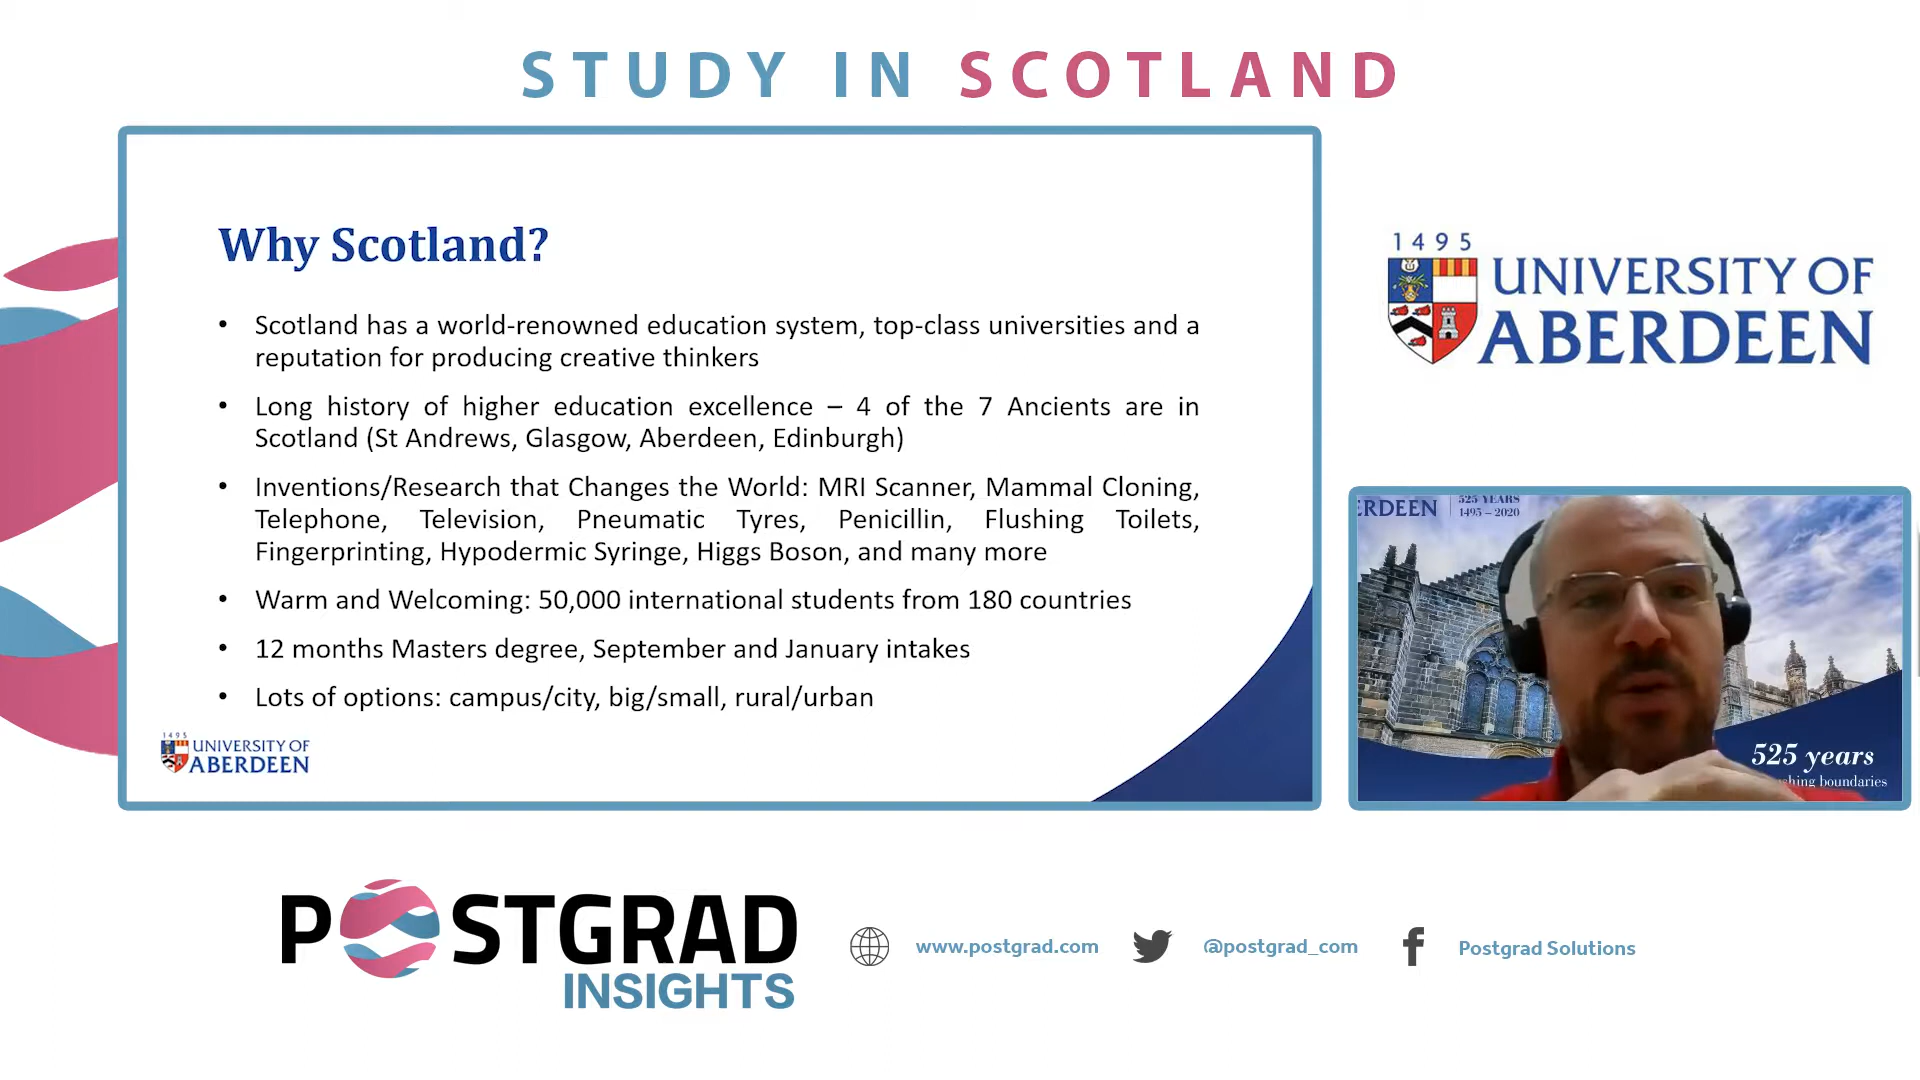 STUDY IN SCOTLAND
Why Scotland?
• Scotland has a world-renowned education system, top-class universities and a
reputation for producing creative thinkers
• Long history of higher education excellence – 4 of the 7 Ancients are in
Scotland (St Andrews, Glasgow, Aberdeen, Edinburgh)
• Inventions/Research that Changes the World: MRI Scanner, Mammal Cloning,
Telephone, Television, Pneumatic Tyres, Penicillin, Flushing Toilets,
Fingerprinting, Hypodermic Syringe, Higgs Boson, and many more
• Warm and Welcoming: 50,000 international students from 180 countries
• 12 months Masters degree, September and January intakes
• Lots of options: campus/city, big/small, rural/urban
1495
UNIVERSITY OF
ABERDEEN
1495
UNIVERSITY OF
ABERDEEN
ERDEEN
525 YEARS
1495 – 2020
525 years
boundaries
POSTGRAD
INSIGHTS
www.postgrad.com
@postgrad_com
Postgrad Solutions